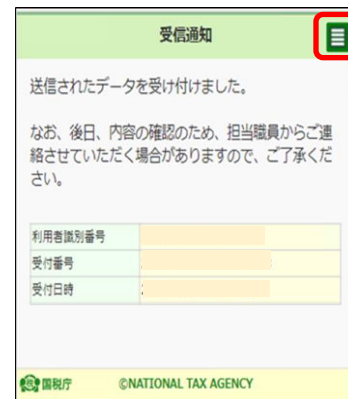 受信通知
送信されたデータを受け付けました。
なお、後日、内容の確認のため、担当職員からご連
絡させていただく場合がありますので、ご了承くだ
さい。
利用者識別番号
受付番号
受付日時
国税庁 ©NATIONAL TAX AGENCY